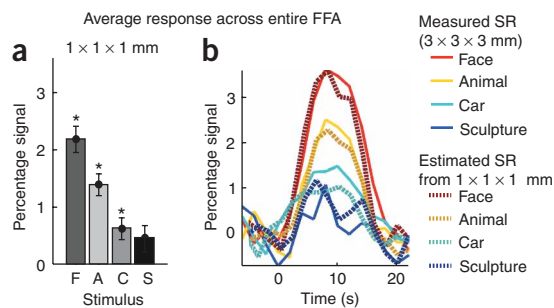 Average response across entire FFA
a
1 × 1 × 1 mm
Percentage signal
3
2
1
0
*
*
*
F A C S
Stimulus
b
Percentage signal
3
2
1
0
0 10 20
Time (s)
Measured SR
(3 × 3 × 3 mm)
Face
Animal
Car
Sculpture
Estimated SR
from 1 × 1 × 1 mm
Face
Animal
Car
Sculpture